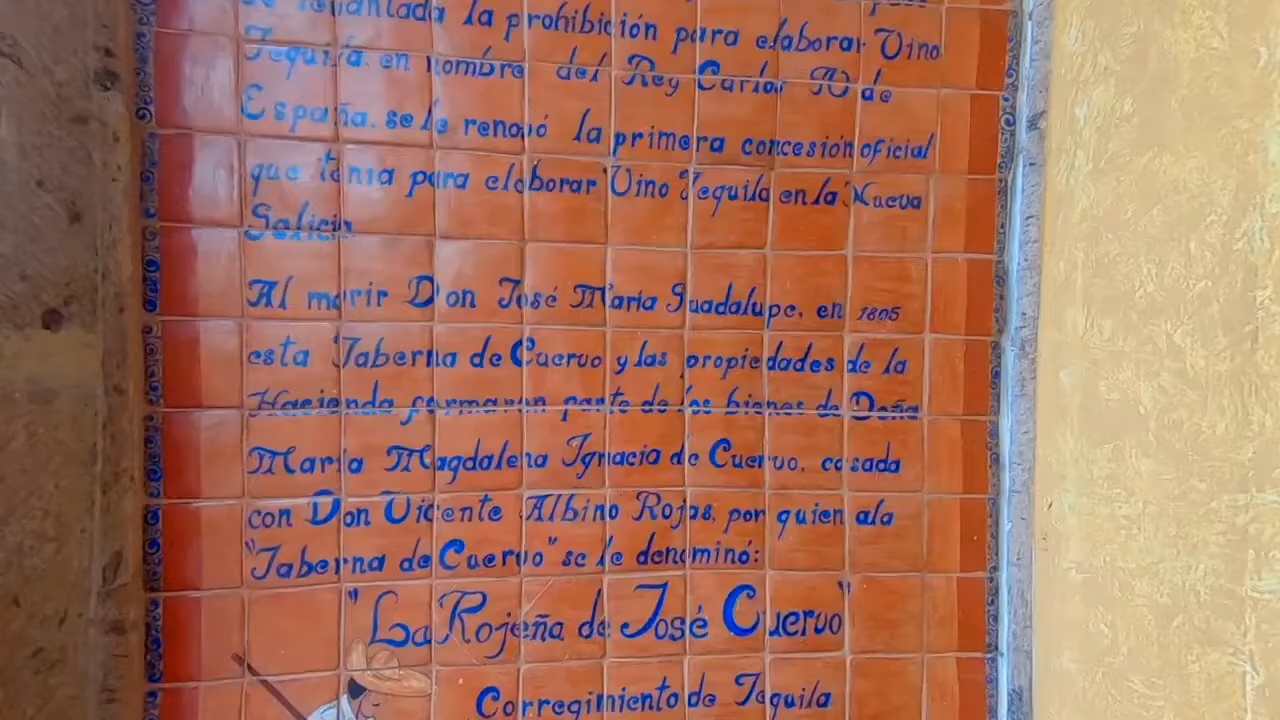 levantada la prohibición para elaborar Vino
Tequila. en nombre del Rey Carlos IV de
España. se le renovó la primera concesión oficial
que tenia para elaborar Vino Tequila en la Nueva
Galicia.
Al morir Don José Maria Guadalupe, en 1805
esta Taberna de Cuervo y las propiedades de la
Hacienda formaron parte de los bienes de Doña
Maria Magdalena Ignacia de Cuervo, casada
con Don Vicente Albino Rojas, por quien a la
"Taberna de Cuervo" se le denominó:
"La Rojeña de José Cuervo"
Corregimiento de Tequila